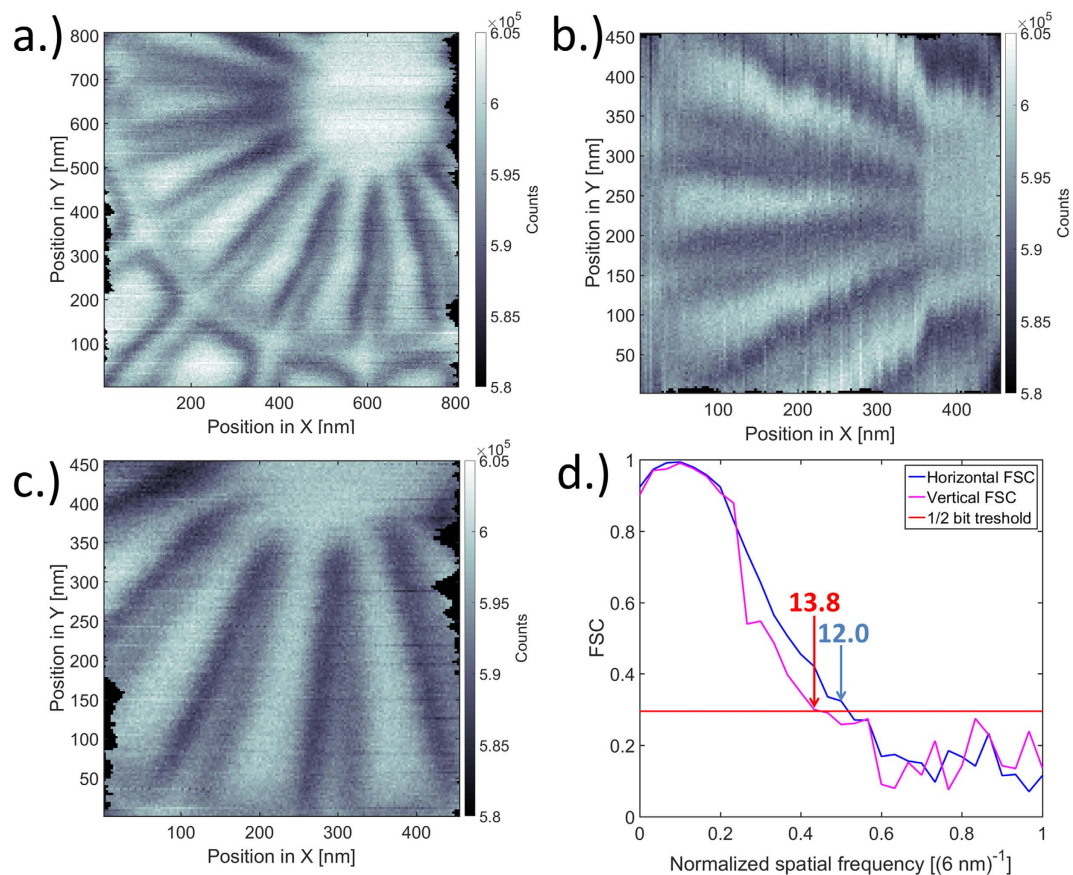 a.)
×10^5
6.05
6
5.95
5.9
5.85
5.8
Counts
800
700
600
500
400
300
200
100
Position in Y [nm]
200 400 600 800
Position in X [nm]
b.)
×10^5
6.05
6
5.95
5.9
5.85
5.8
Counts
450
400
350
300
250
200
150
100
50
Position in Y [nm]
100 200 300 400
Position in X [nm]
c.)
×10^5
6.05
6
5.95
5.9
5.85
5.8
Counts
450
400
350
300
250
200
150
100
50
Position in Y [nm]
100 200 300 400
Position in X [nm]
d.)
Horizontal FSC
Vertical FSC
1/2 bit treshold
13.8
12.0
1
0.8
0.6
0.4
0.2
0
FSC
0 0.2 0.4 0.6 0.8 1
Normalized spatial frequency [(6 nm)^-1]